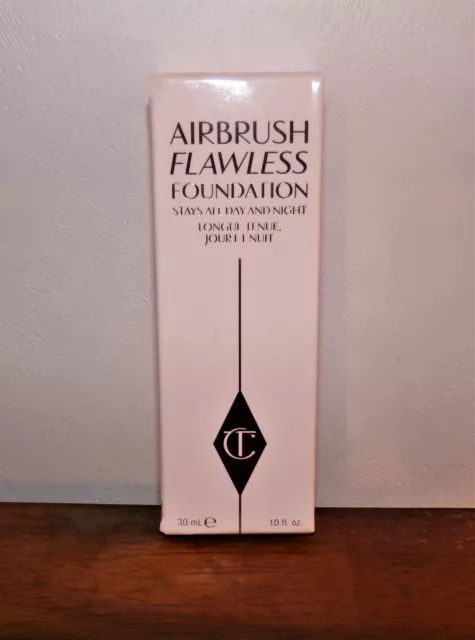 AIRBRUSH
FLAWLESS
FOUNDATION
STAYS ALL DAY AND NIGHT
LONGUE TENUE,
JOUR ET NUIT
CT
30 mL e
1.0 fl. oz.